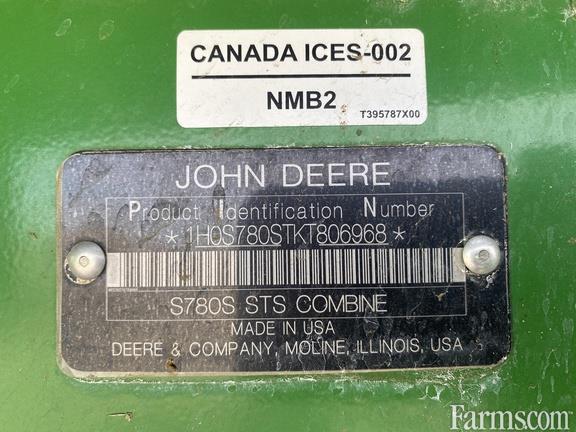 CANADA ICES-002
NMB2
T395787X00
JOHN DEERE
Product Identification Number
*1H0S780STKT806968*
S780S STS COMBINE
MADE IN USA
DEERE & COMPANY, MOLINE, ILLINOIS, USA
Farms.com